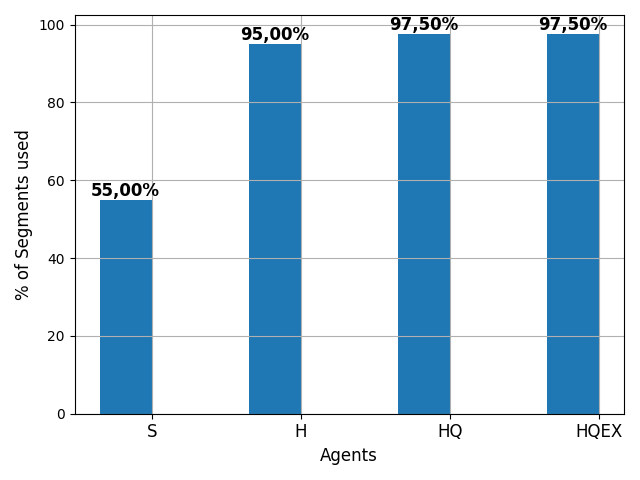 % of Segments used
100
80
60
40
20
0
55,00%
95,00%
97,50%
97,50%
S
H
HQ
HQEX
Agents